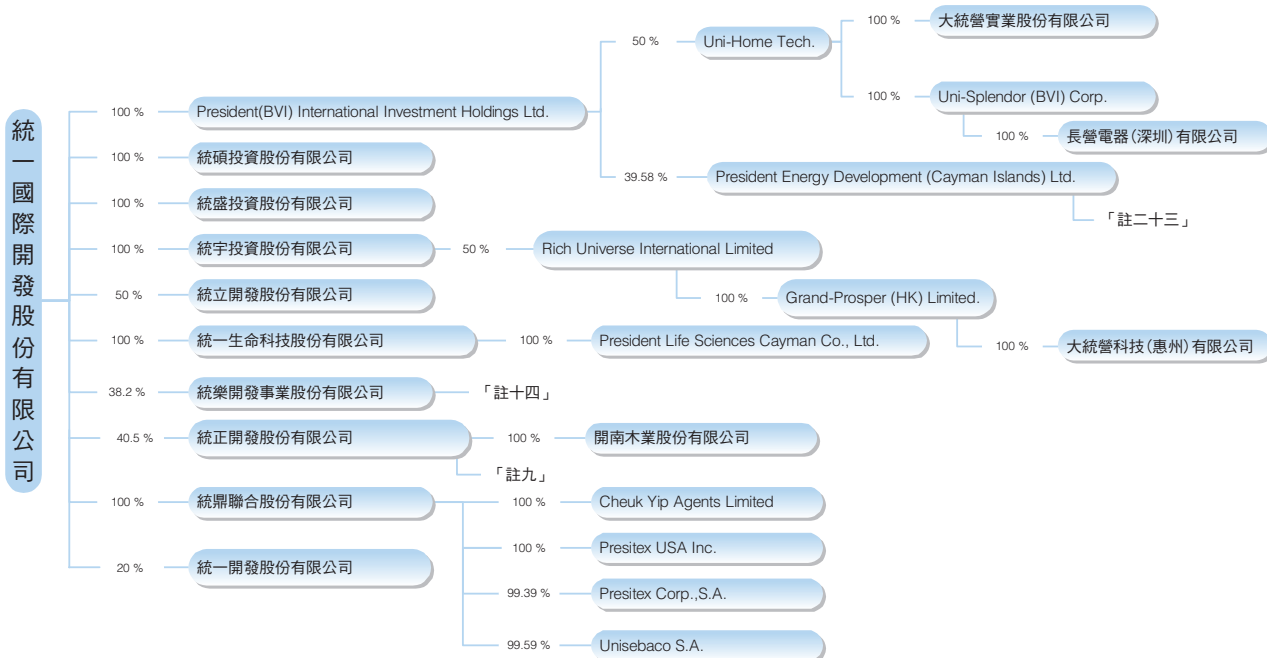 統一國際開發股份有限公司
100 %
President(BVI) International Investment Holdings Ltd.
50 %
Uni-Home Tech.
100 %
大統營實業股份有限公司
100 %
Uni-Splendor (BVI) Corp.
100 %
長營電器(深圳)有限公司
39.58 %
President Energy Development (Cayman Islands) Ltd.
「註二十三」
100 %
統碩投資股份有限公司
100 %
統盛投資股份有限公司
100 %
統宇投資股份有限公司
50 %
Rich Universe International Limited
100 %
Grand-Prosper (HK) Limited.
100 %
大統營科技(惠州)有限公司
50 %
統立開發股份有限公司
100 %
統一生命科技股份有限公司
100 %
President Life Sciences Cayman Co., Ltd.
38.2 %
統樂開發事業股份有限公司
「註十四」
40.5 %
統正開發股份有限公司
100 %
開南木業股份有限公司
「註九」
100 %
統鼎聯合股份有限公司
100 %
Cheuk Yip Agents Limited
100 %
Presitex USA Inc.
99.39 %
Presitex Corp.,S.A.
99.59 %
Unisebaco S.A.
20 %
統一開發股份有限公司